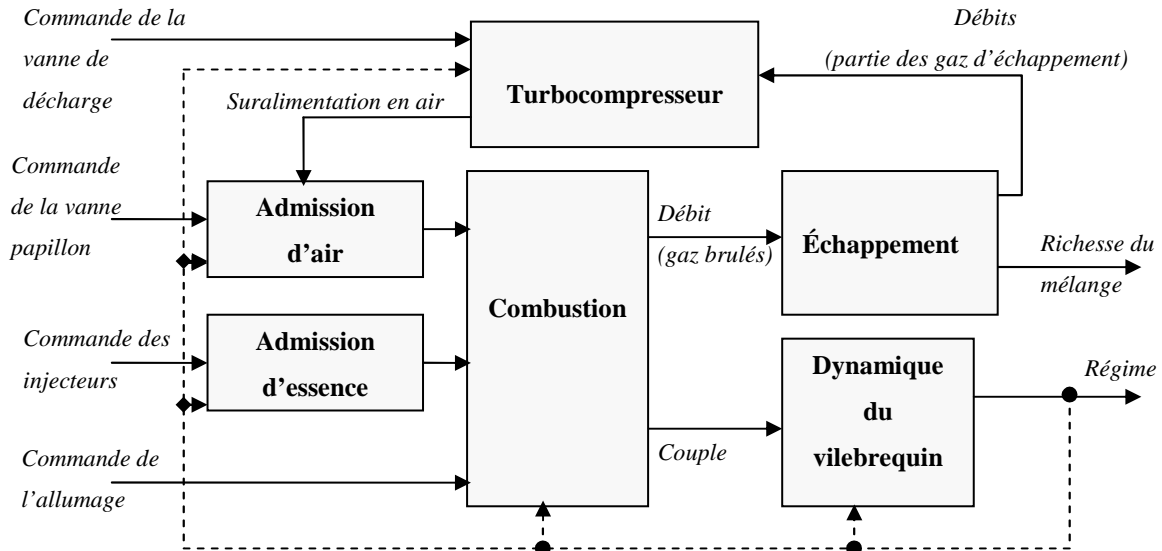 Commande de la
vanne de
décharge
Débits
(partie des gaz d’échappement)
Turbocompresseur
Suralimentation en air
Commande
de la vanne
papillon
Admission
d’air
Débit
(gaz brulés)
Échappement
Richesse du
mélange
Combustion
Commande des
injecteurs
Admission
d’essence
Dynamique
du
vilebrequin
Régime
Couple
Commande de
l’allumage